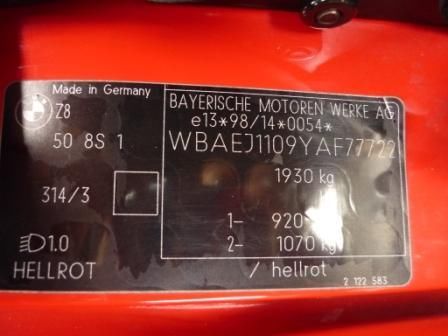 Made in Germany
Z8
50 8S 1
314/3
1.0
HELLROT
BAYERISCHE MOTOREN WERKE AG
e13*98/14*0054*
WBAEJ1109YAF77722
1930 kg
1- 920
2- 1070 kg
/ hellrot
2 122 583